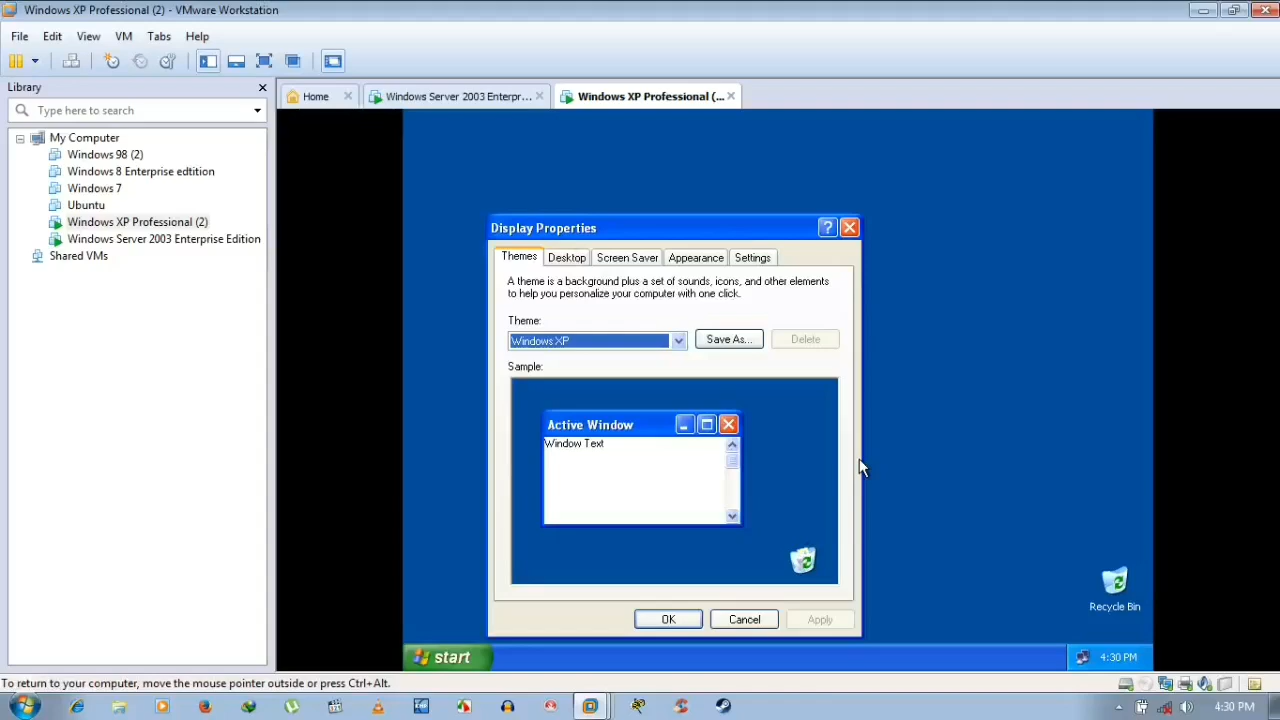 Windows XP Professional (2) - VMware Workstation
File Edit View VM Tabs Help
Library
Type here to search
My Computer
Windows 98 (2)
Windows 8 Enterprise edtition
Windows 7
Ubuntu
Windows XP Professional (2)
Windows Server 2003 Enterprise Edition
Shared VMs
Home Windows Server 2003 Enterpr... Windows XP Professional (...
Display Properties
Themes Desktop Screen Saver Appearance Settings
A theme is a background plus a set of sounds, icons, and other elements
to help you personalize your computer with one click.
Theme:
Windows XP Save As... Delete
Sample:
Active Window
Window Text
OK Cancel Apply
Recycle Bin
start 4:30 PM
To return to your computer, move the mouse pointer outside or press Ctrl+Alt.
4:30 PM